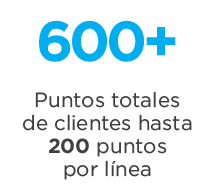 600+
Puntos totales
de clientes hasta
200 puntos
por línea